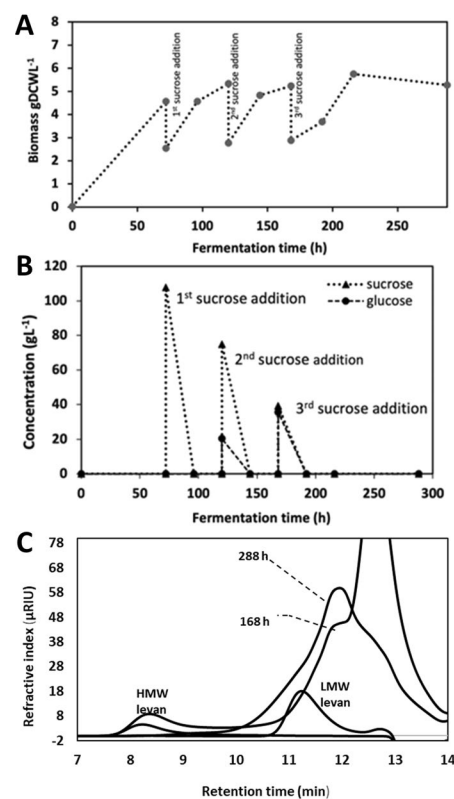 A
8
7
6
5
4
3
2
1
0
Biomass gDCWL-1
1st sucrose addition
2nd sucrose addition
3rd sucrose addition
0 50 100 150 200 250
Fermentation time (h)
B
120
100
80
60
40
20
0
Concentration (gL-1)
sucrose
glucose
1st sucrose addition
2nd sucrose addition
3rd sucrose addition
0 50 100 150 200 250 300
Fermentation time (h)
C
78
68
58
48
38
28
18
8
-2
Refractive index (μRIU)
288 h
168 h
HMW
levan
LMW
levan
7 8 9 10 11 12 13 14
Retention time (min)